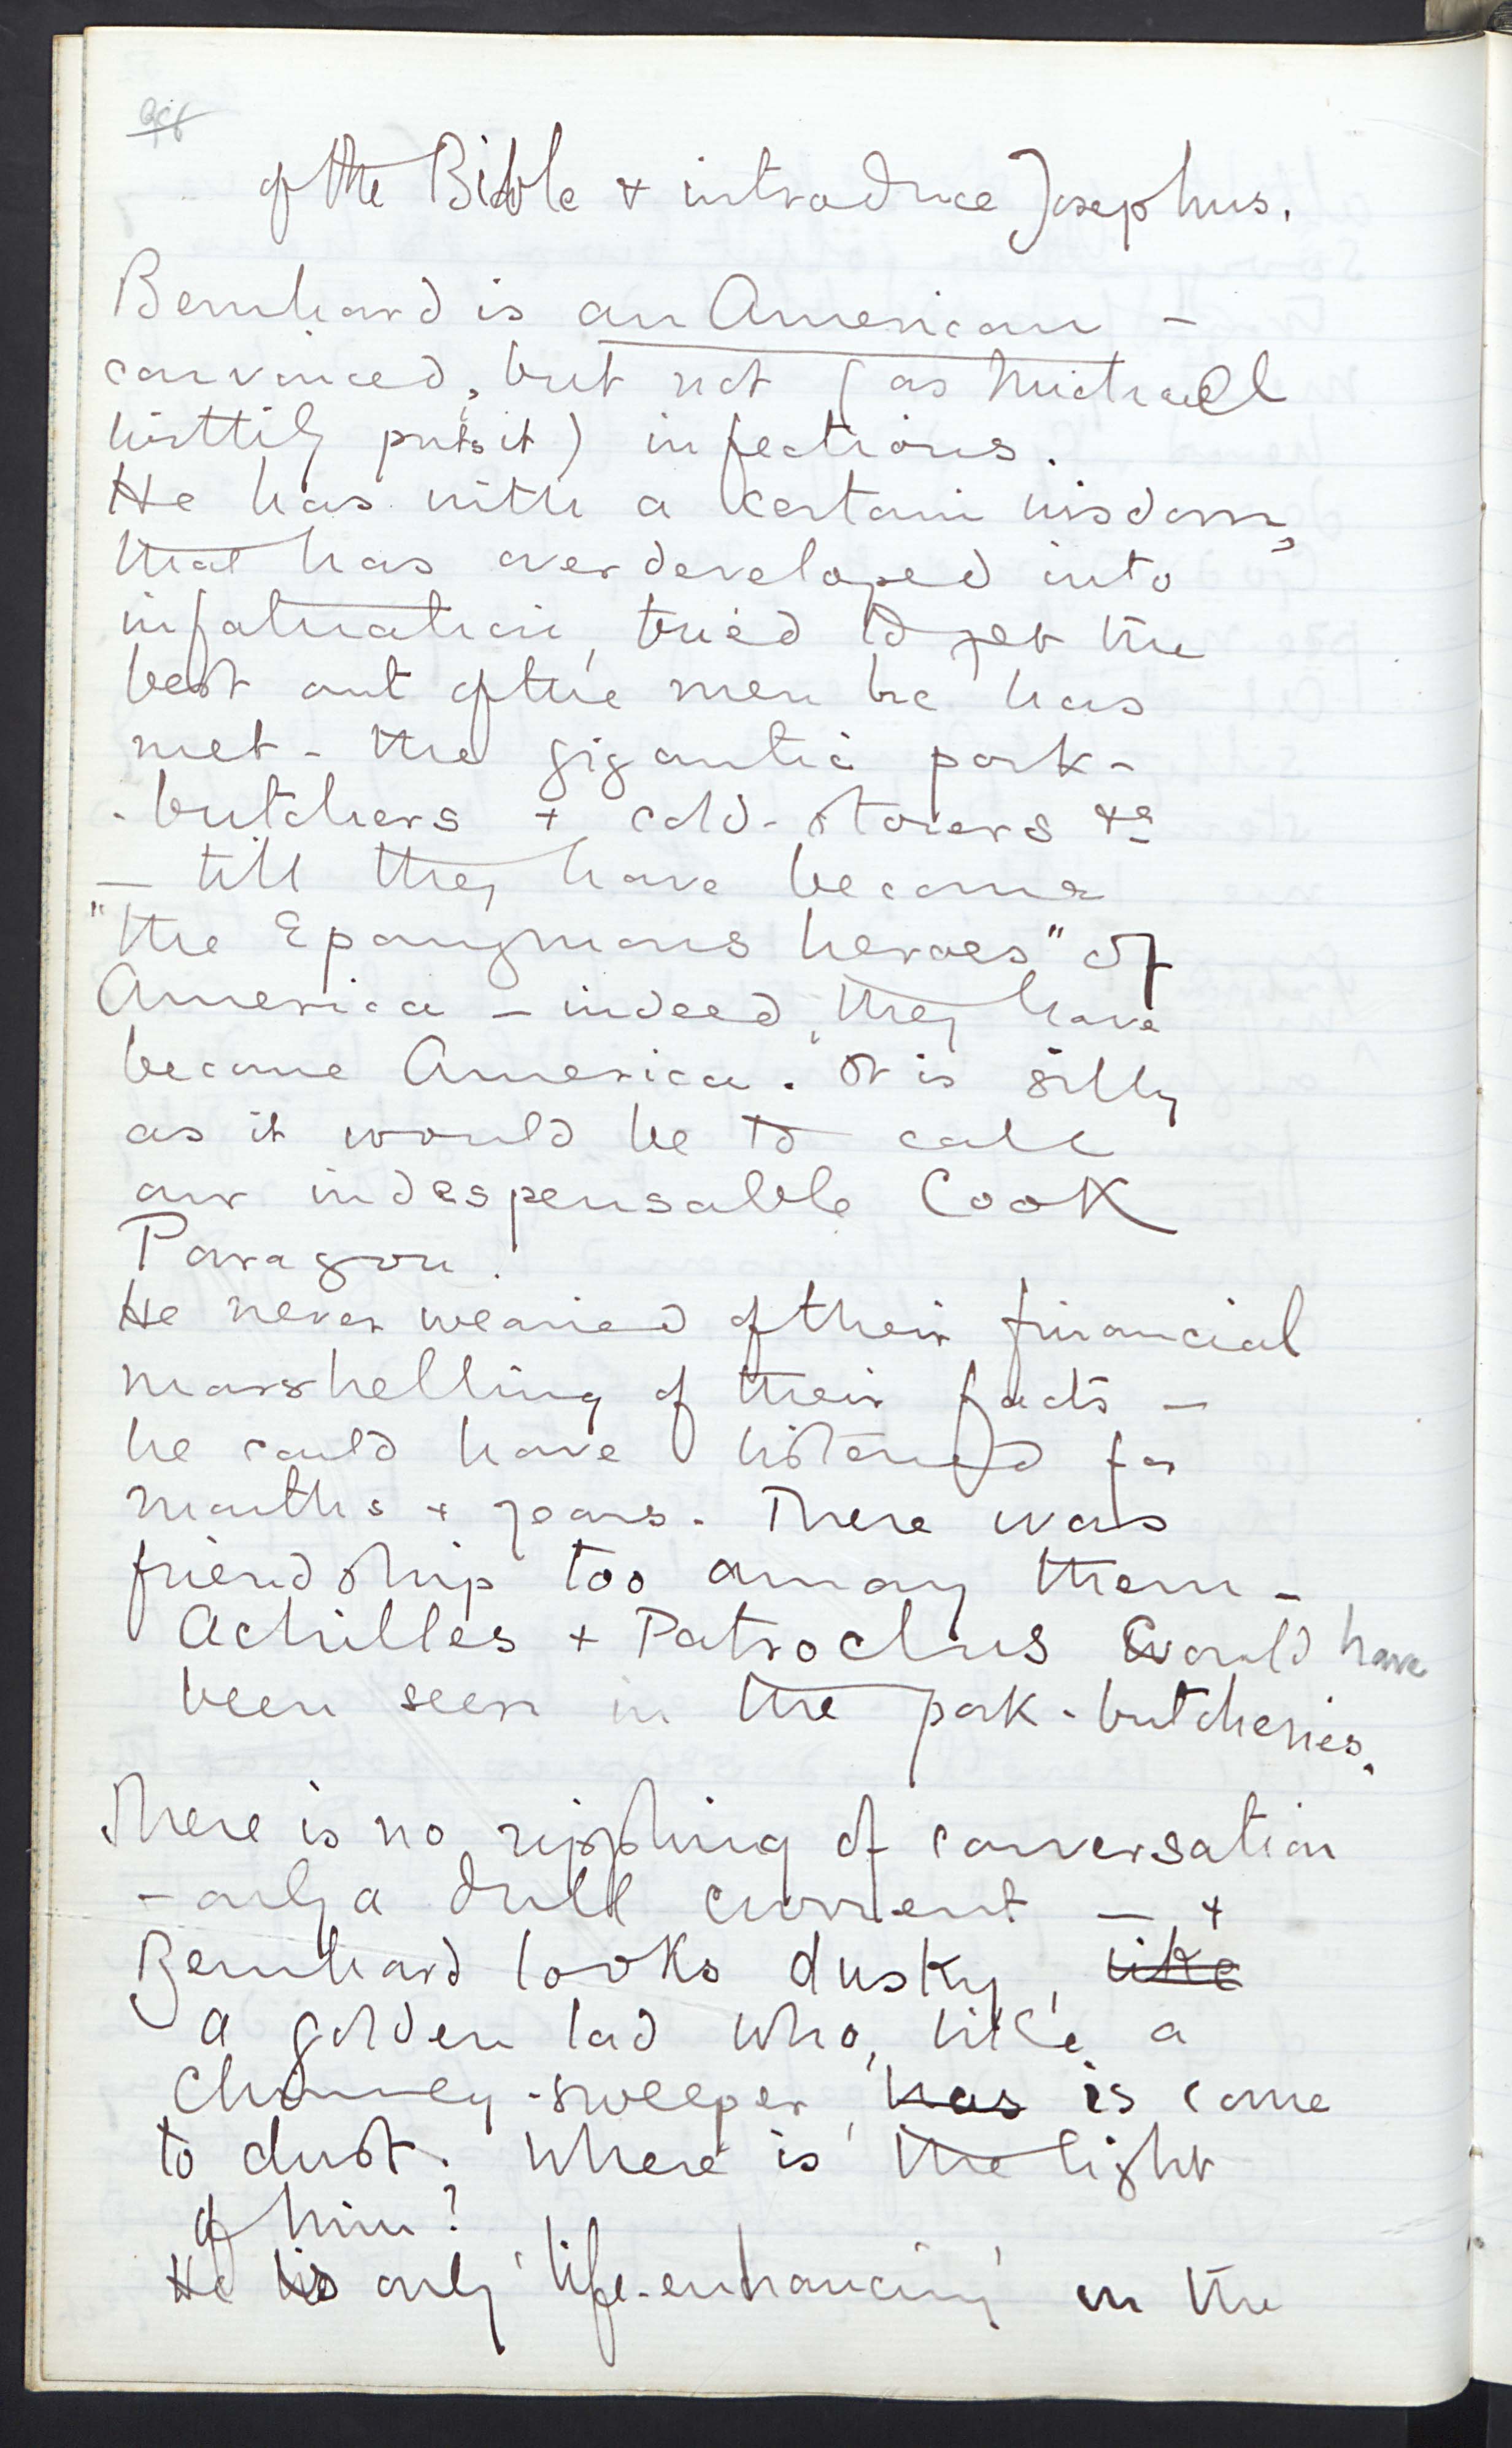 of the Bible + introduce Josephus.
Bernhard is an American -
convinced, but not (as Michael
wittily puts it) infectious.
He has with a certain wisdom,
that has overdeveloped into
infatuation, tried to get the
best out of the men he has
met - the gigantic pork-
-butchers + cold-storers &c
- till they have become
"the Eponymous heroes" of
America - indeed, they have
become America. It is silly
as it would be to call
our indespensable Cook
Paragon.
He never wearied of their financial
marshelling of their facts -
he could have listened for
months + years. There was
friendship too among them -
Achilles + Patroclus would have
been seen in the pork-butcheries.
There is no rippling of conversation
- only a dull current - +
Bernhard looks dusky, like
a golden lad who, like a
chimney-sweeper, has is come
to dust. Where is the light
of him?
He is only 'life-enhancing' in the